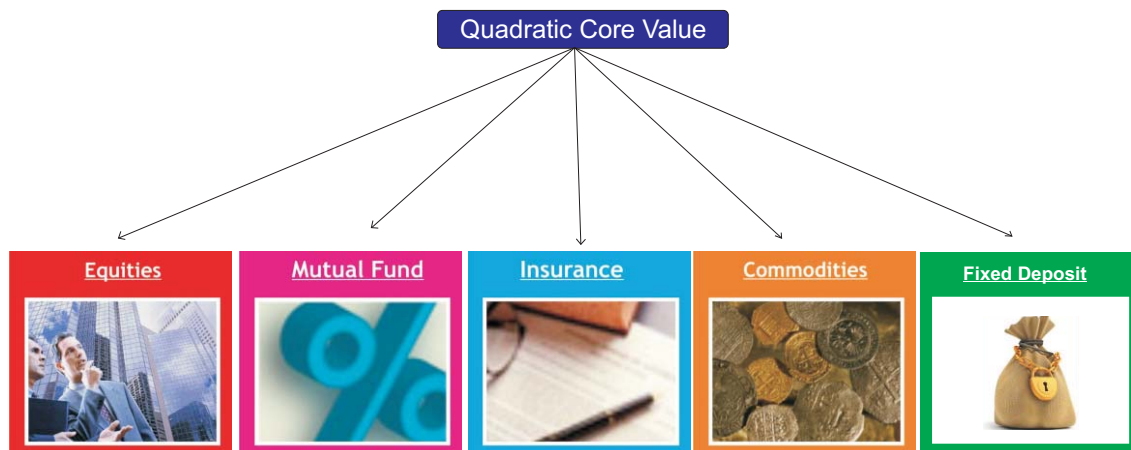 Quadratic Core Value
Equities
Mutual Fund
Insurance
Commodities
Fixed Deposit